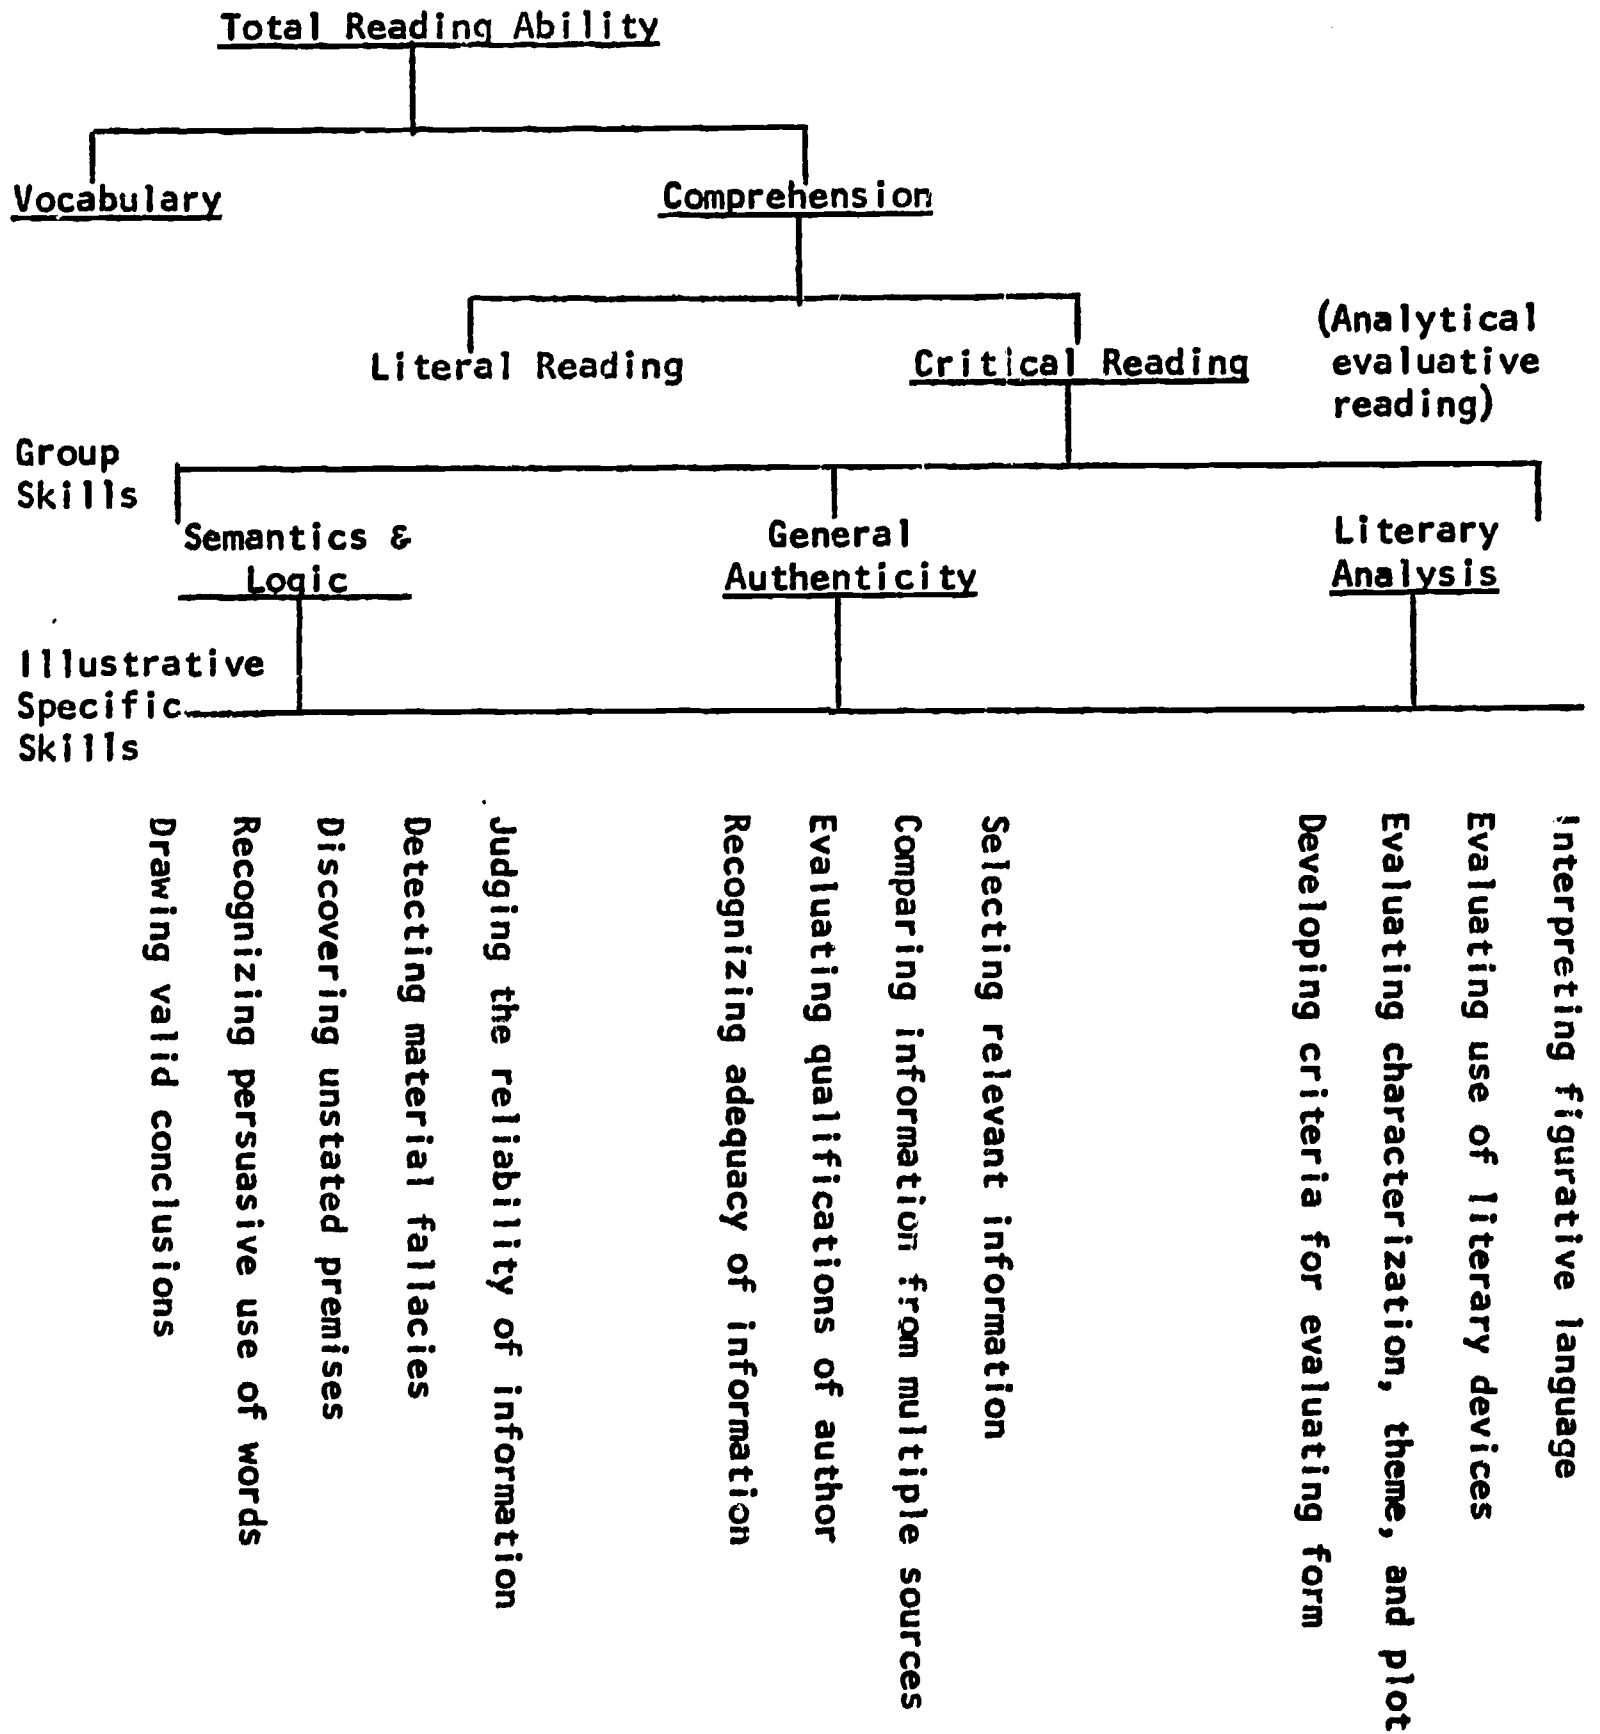 Total Reading Ability
Vocabulary
Comprehension
Literal Reading
Critical Reading
(Analytical
evaluative
reading)
Group
Skills
Semantics &
Logic
General
Authenticity
Literary
Analysis
Illustrative
Specific
Skills
Drawing valid conclusions
Recognizing persuasive use of words
Discovering unstated premises
Detecting material fallacies
Judging the reliability of information
Recognizing adequacy of information
Evaluating qualifications of author
Comparing information from multiple sources
Selecting relevant information
Developing criteria for evaluating form
Evaluating characterization, theme, and plot
Evaluating use of literary devices
Interpreting figurative language